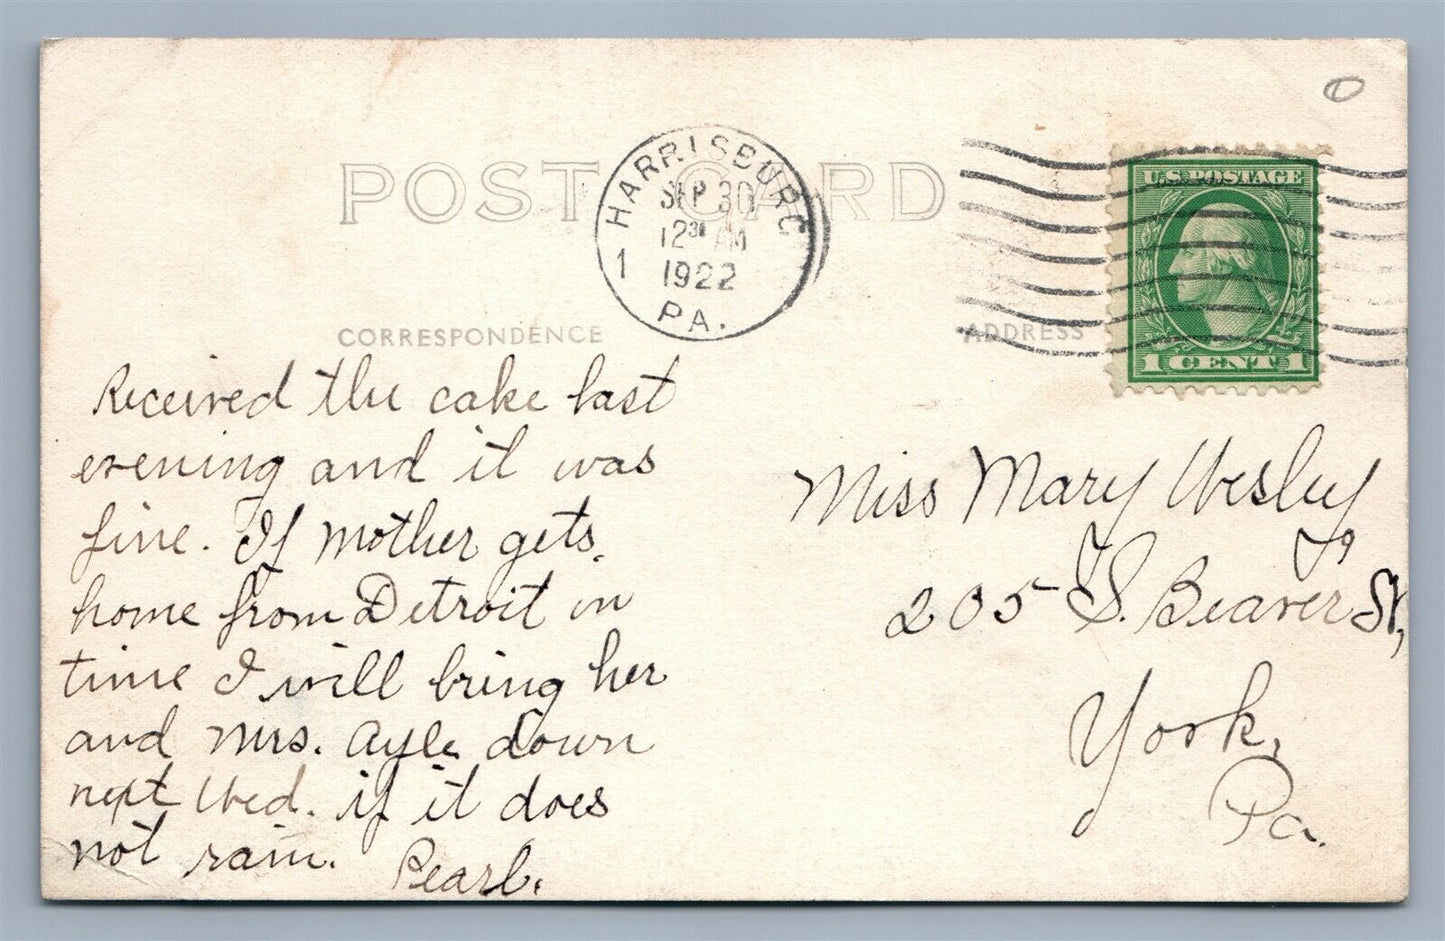 POST CARD
HARRISBURG
SEP 30
12 30 AM
1922
1
PA.
U.S. POSTAGE
1 CENT 1
CORRESPONDENCE
ADDRESS
Received the cake last
evening and it was
fine. If mother gets
home from Detroit in
time I will bring her
and Mrs. Ayle down
next Wed. if it does
not rain. Pearl.
Miss Mary Wesley
205 S. Beaver St,
York,
Pa.